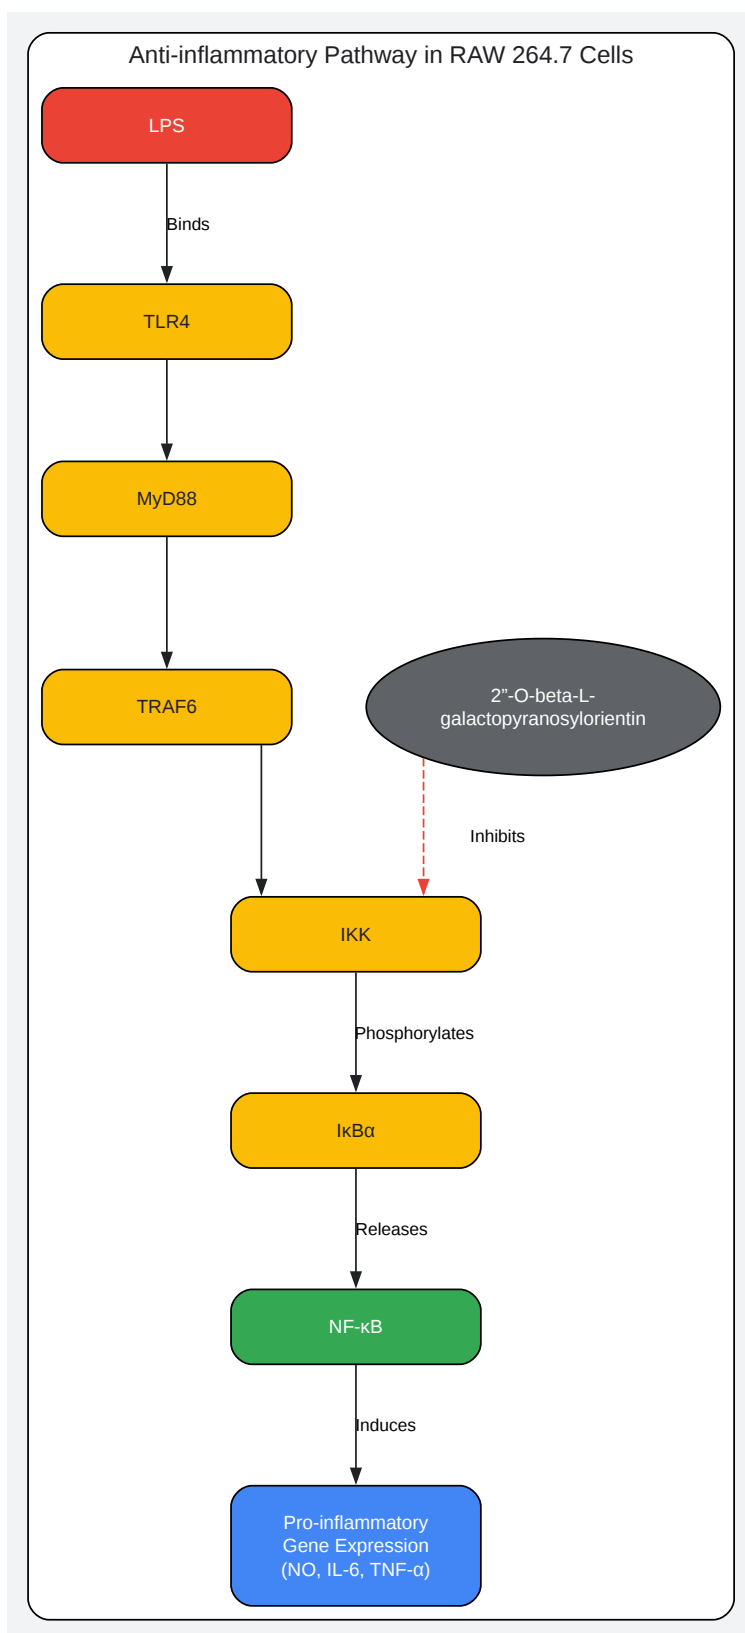 Anti-inflammatory Pathway in RAW 264.7 Cells
LPS
Binds
TLR4
MyD88
TRAF6
2”-O-beta-L-
galactopyranosylorientin
Inhibits
IKK
Phosphorylates
IκBα
Releases
NF-κB
Induces
Pro-inflammatory
Gene Expression
(NO, IL-6, TNF-α)